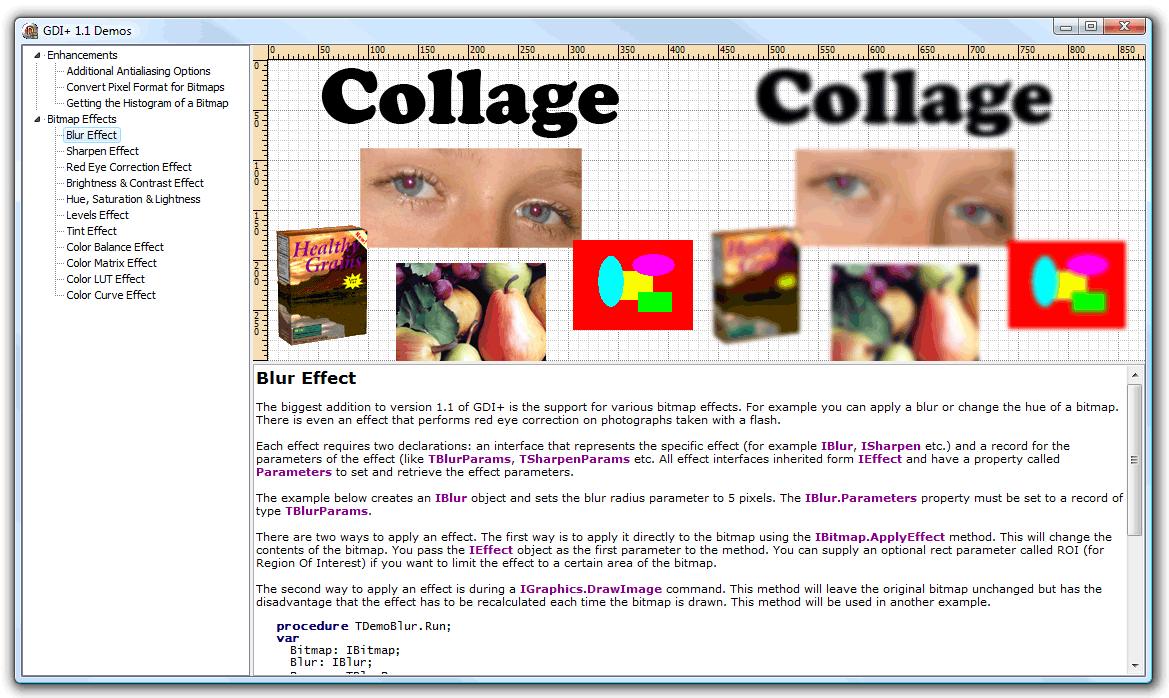 GDI+ 1.1 Demos
Enhancements
Additional Antialiasing Options
Convert Pixel Format for Bitmaps
Getting the Histogram of a Bitmap
Bitmap Effects
Blur Effect
Sharpen Effect
Red Eye Correction Effect
Brightness & Contrast Effect
Hue, Saturation & Lightness
Levels Effect
Tint Effect
Color Balance Effect
Color Matrix Effect
Color LUT Effect
Color Curve Effect
0 50 100 150 200 250 300 350 400 450 500 550 600 650 700 750 800 850
0
50
100
150
200
250
Collage
Collage
Healthy
Grains
Healthy
Grains
Blur Effect
The biggest addition to version 1.1 of GDI+ is the support for various bitmap effects. For example you can apply a blur or change the hue of a bitmap.
There is even an effect that performs red eye correction on photographs taken with a flash.
Each effect requires two declarations: an interface that represents the specific effect (for example IBlur, ISharpen etc.) and a record for the
parameters of the effect (like TBlurParams, TSharpenParams etc. All effect interfaces inherited form IEffect and have a property called
Parameters to set and retrieve the effect parameters.
The example below creates an IBlur object and sets the blur radius parameter to 5 pixels. The IBlur.Parameters property must be set to a record of
type TBlurParams.
There are two ways to apply an effect. The first way is to apply it directly to the bitmap using the IBitmap.ApplyEffect method. This will change the
contents of the bitmap. You pass the IEffect object as the first parameter to the method. You can supply an optional rect parameter called ROI (for
Region Of Interest) if you want to limit the effect to a certain area of the bitmap.
The second way to apply an effect is during a IGraphics.DrawImage command. This method will leave the original bitmap unchanged but has the
disadvantage that the effect has to be recalculated each time the bitmap is drawn. This method will be used in another example.
procedure TDemoBlur.Run;
var
Bitmap: IBitmap;
Blur: IBlur;